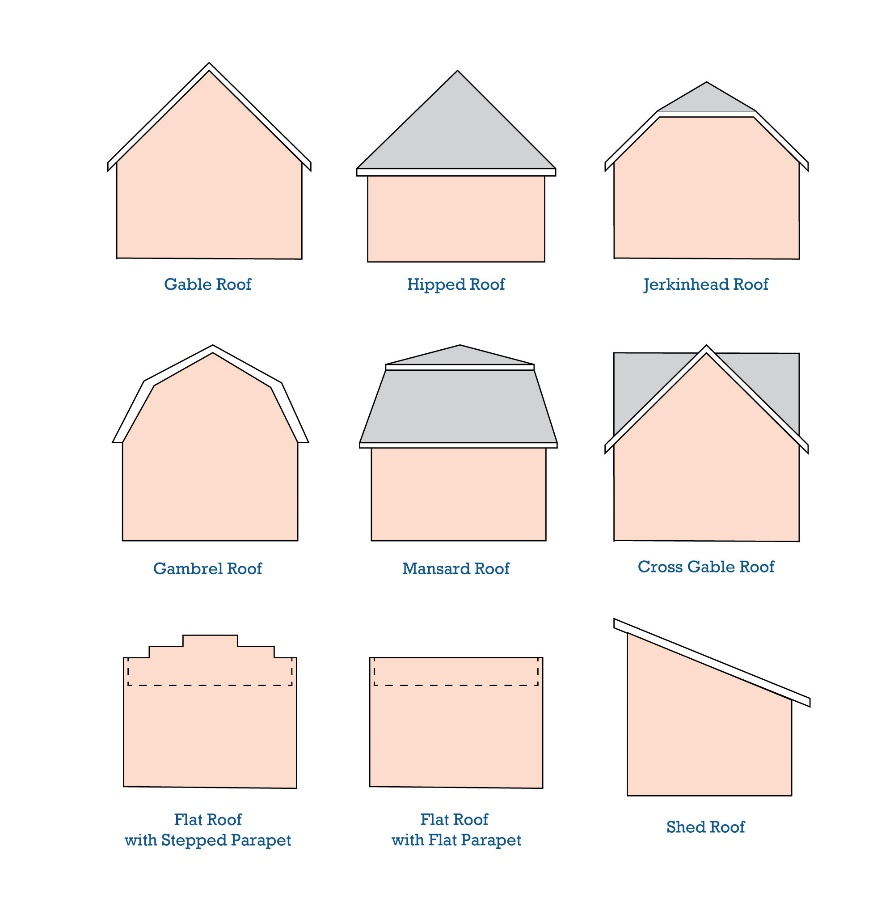 Gable Roof
Hipped Roof
Jerkinhead Roof
Gambrel Roof
Mansard Roof
Cross Gable Roof
Flat Roof
with Stepped Parapet
Flat Roof
with Flat Parapet
Shed Roof